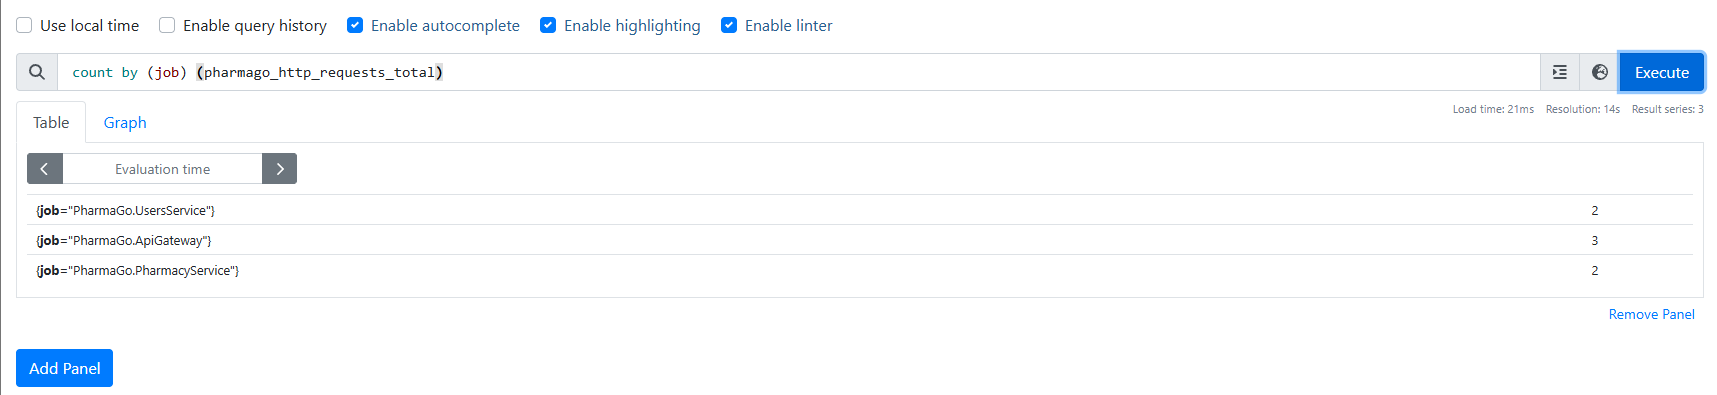 Use local time Enable query history Enable autocomplete Enable highlighting Enable linter
count by (job) (pharmago_http_requests_total) Execute
Load time: 21ms Resolution: 14s Result series: 3
Table Graph
Evaluation time
{job="PharmaGo.UsersService"} 2
{job="PharmaGo.ApiGateway"} 3
{job="PharmaGo.PharmacyService"} 2
Remove Panel
Add Panel